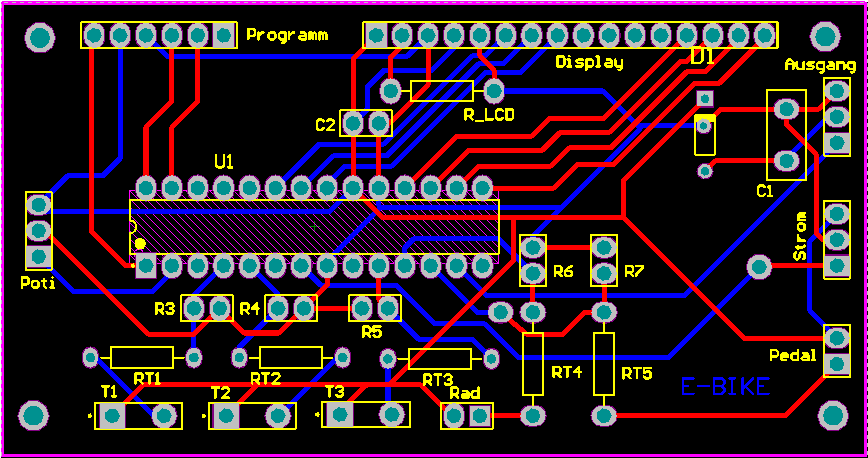 Programm
Display
D1
Ausgang
R_LCD
C2
U1
C1
Strom
Poti
R6
R7
R3
R4
R5
Pedal
RT1
RT2
RT3
RT4
RT5
T1
T2
T3
Rad
E-BIKE